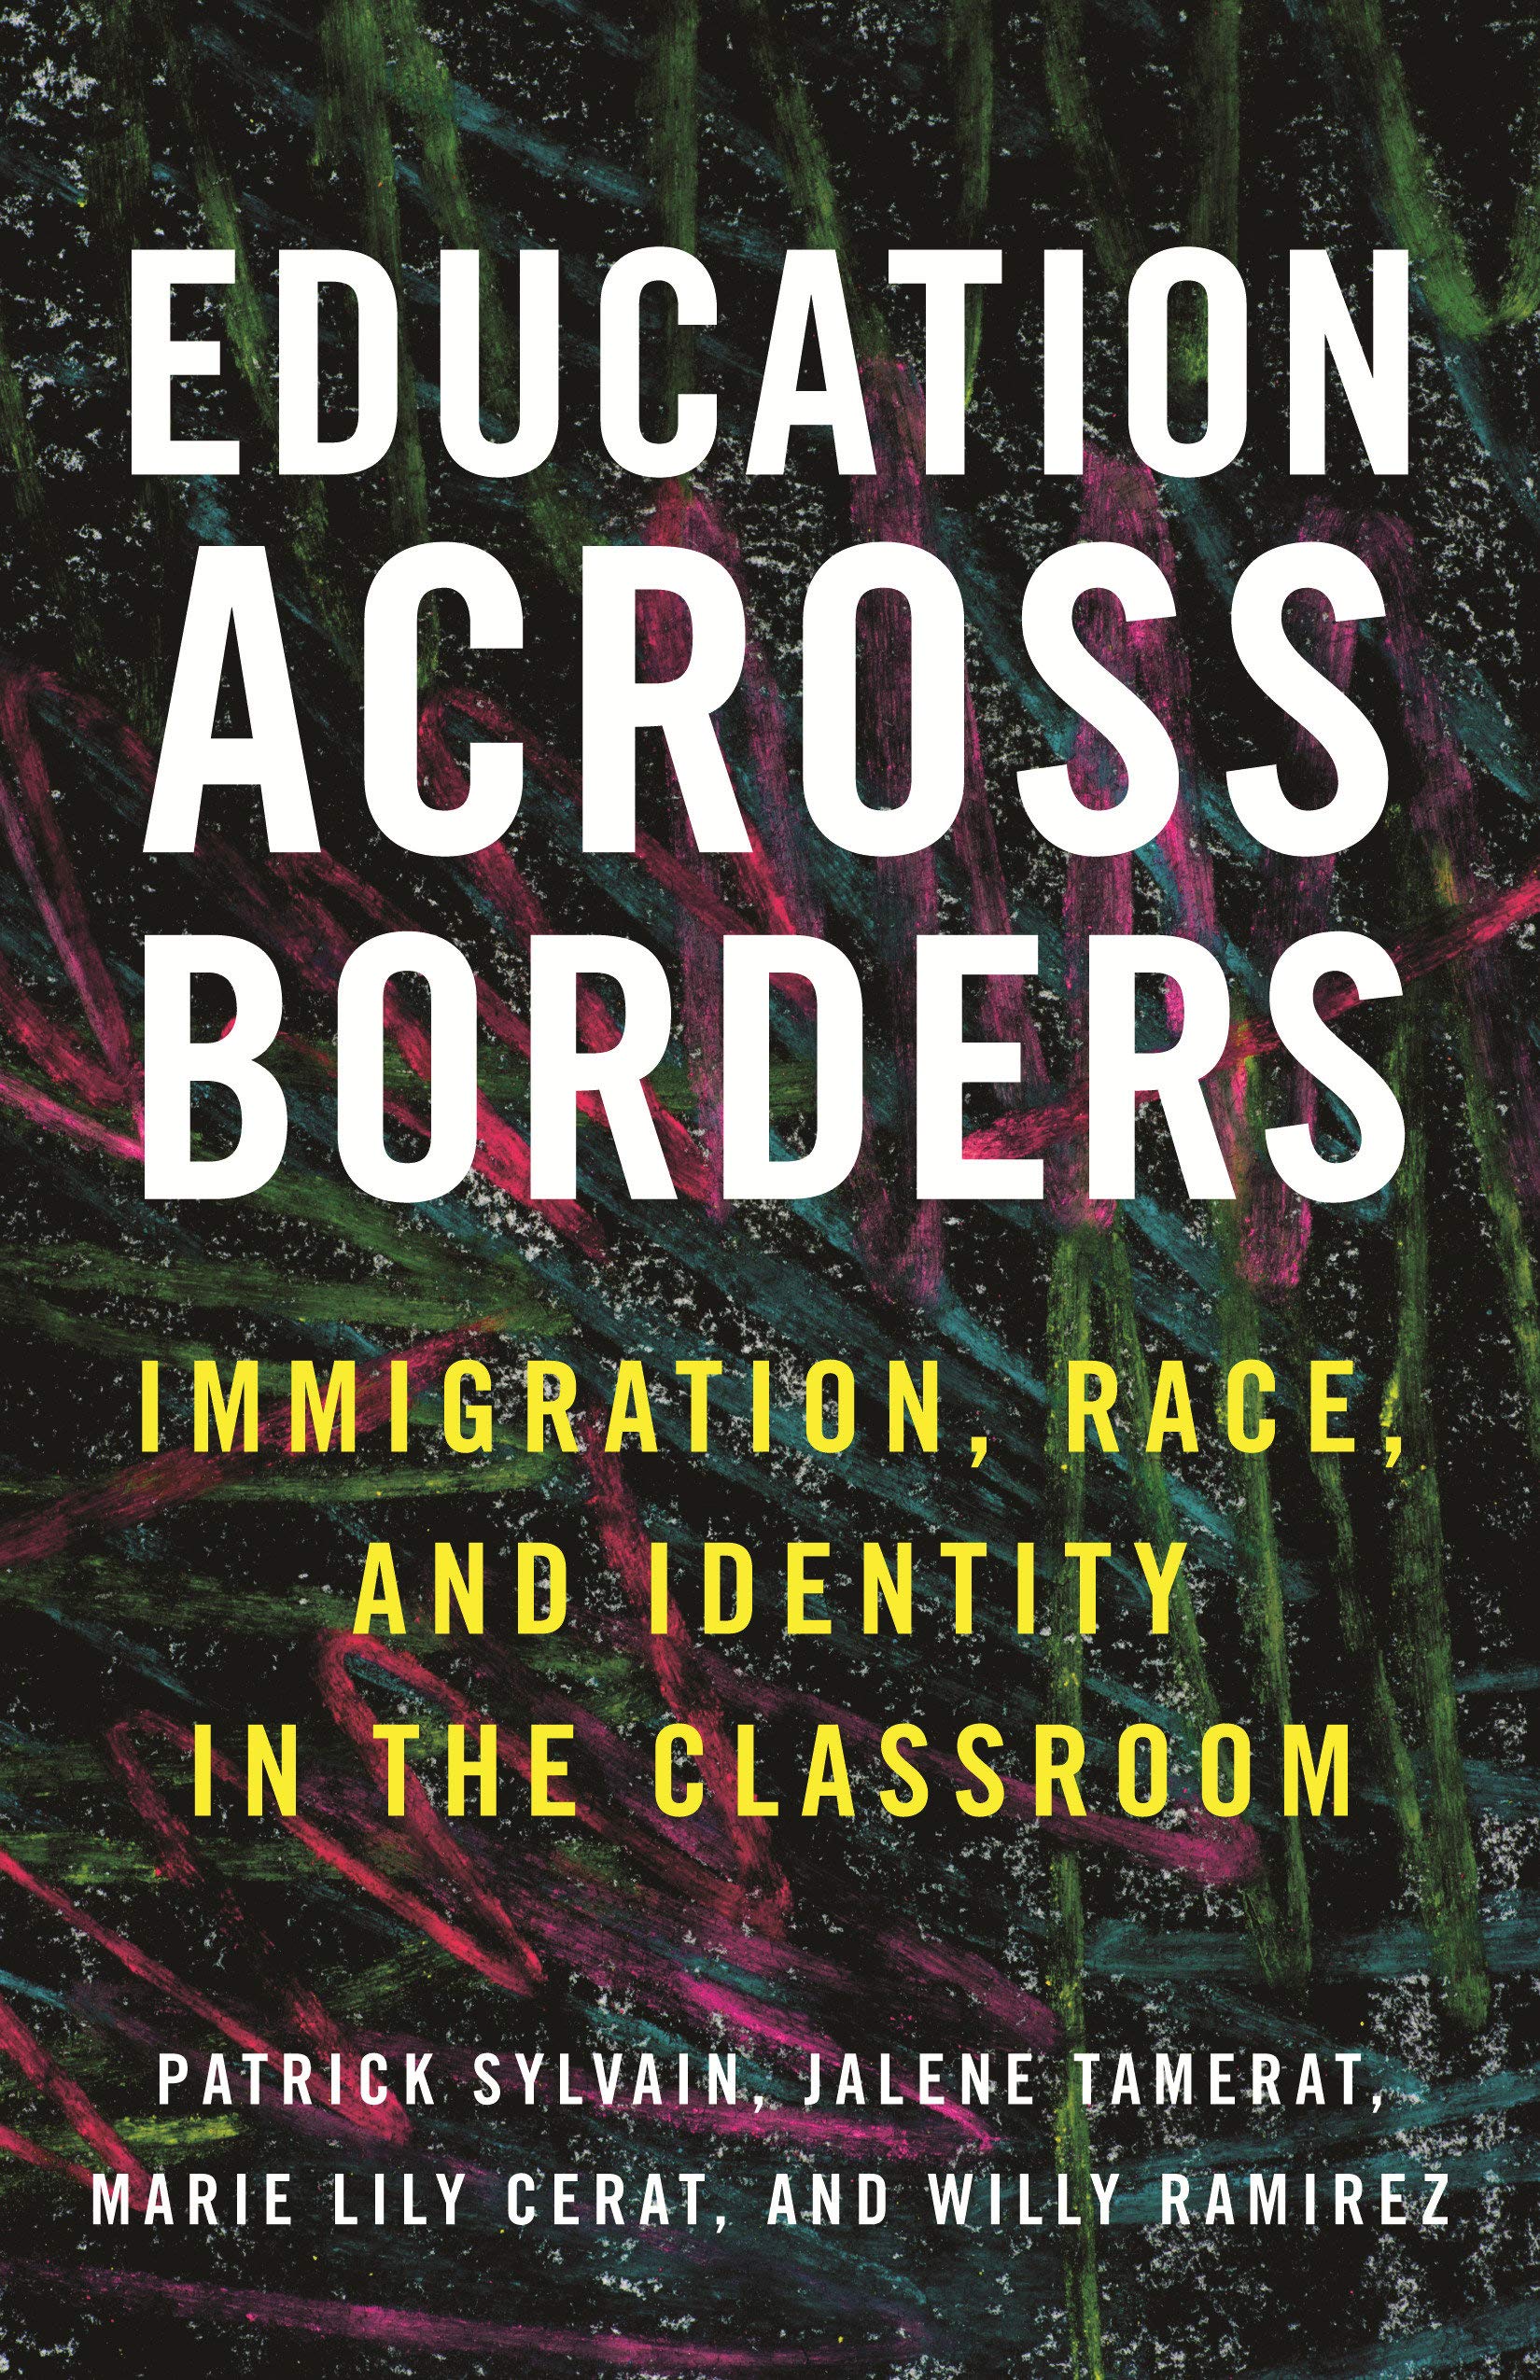 EDUCATION
ACROSS
BORDERS
IMMIGRATION, RACE,
AND IDENTITY
IN THE CLASSROOM
PATRICK SYLVAIN, JALENE TAMERAT,
MARIE LILY CERAT, AND WILLY RAMIREZ